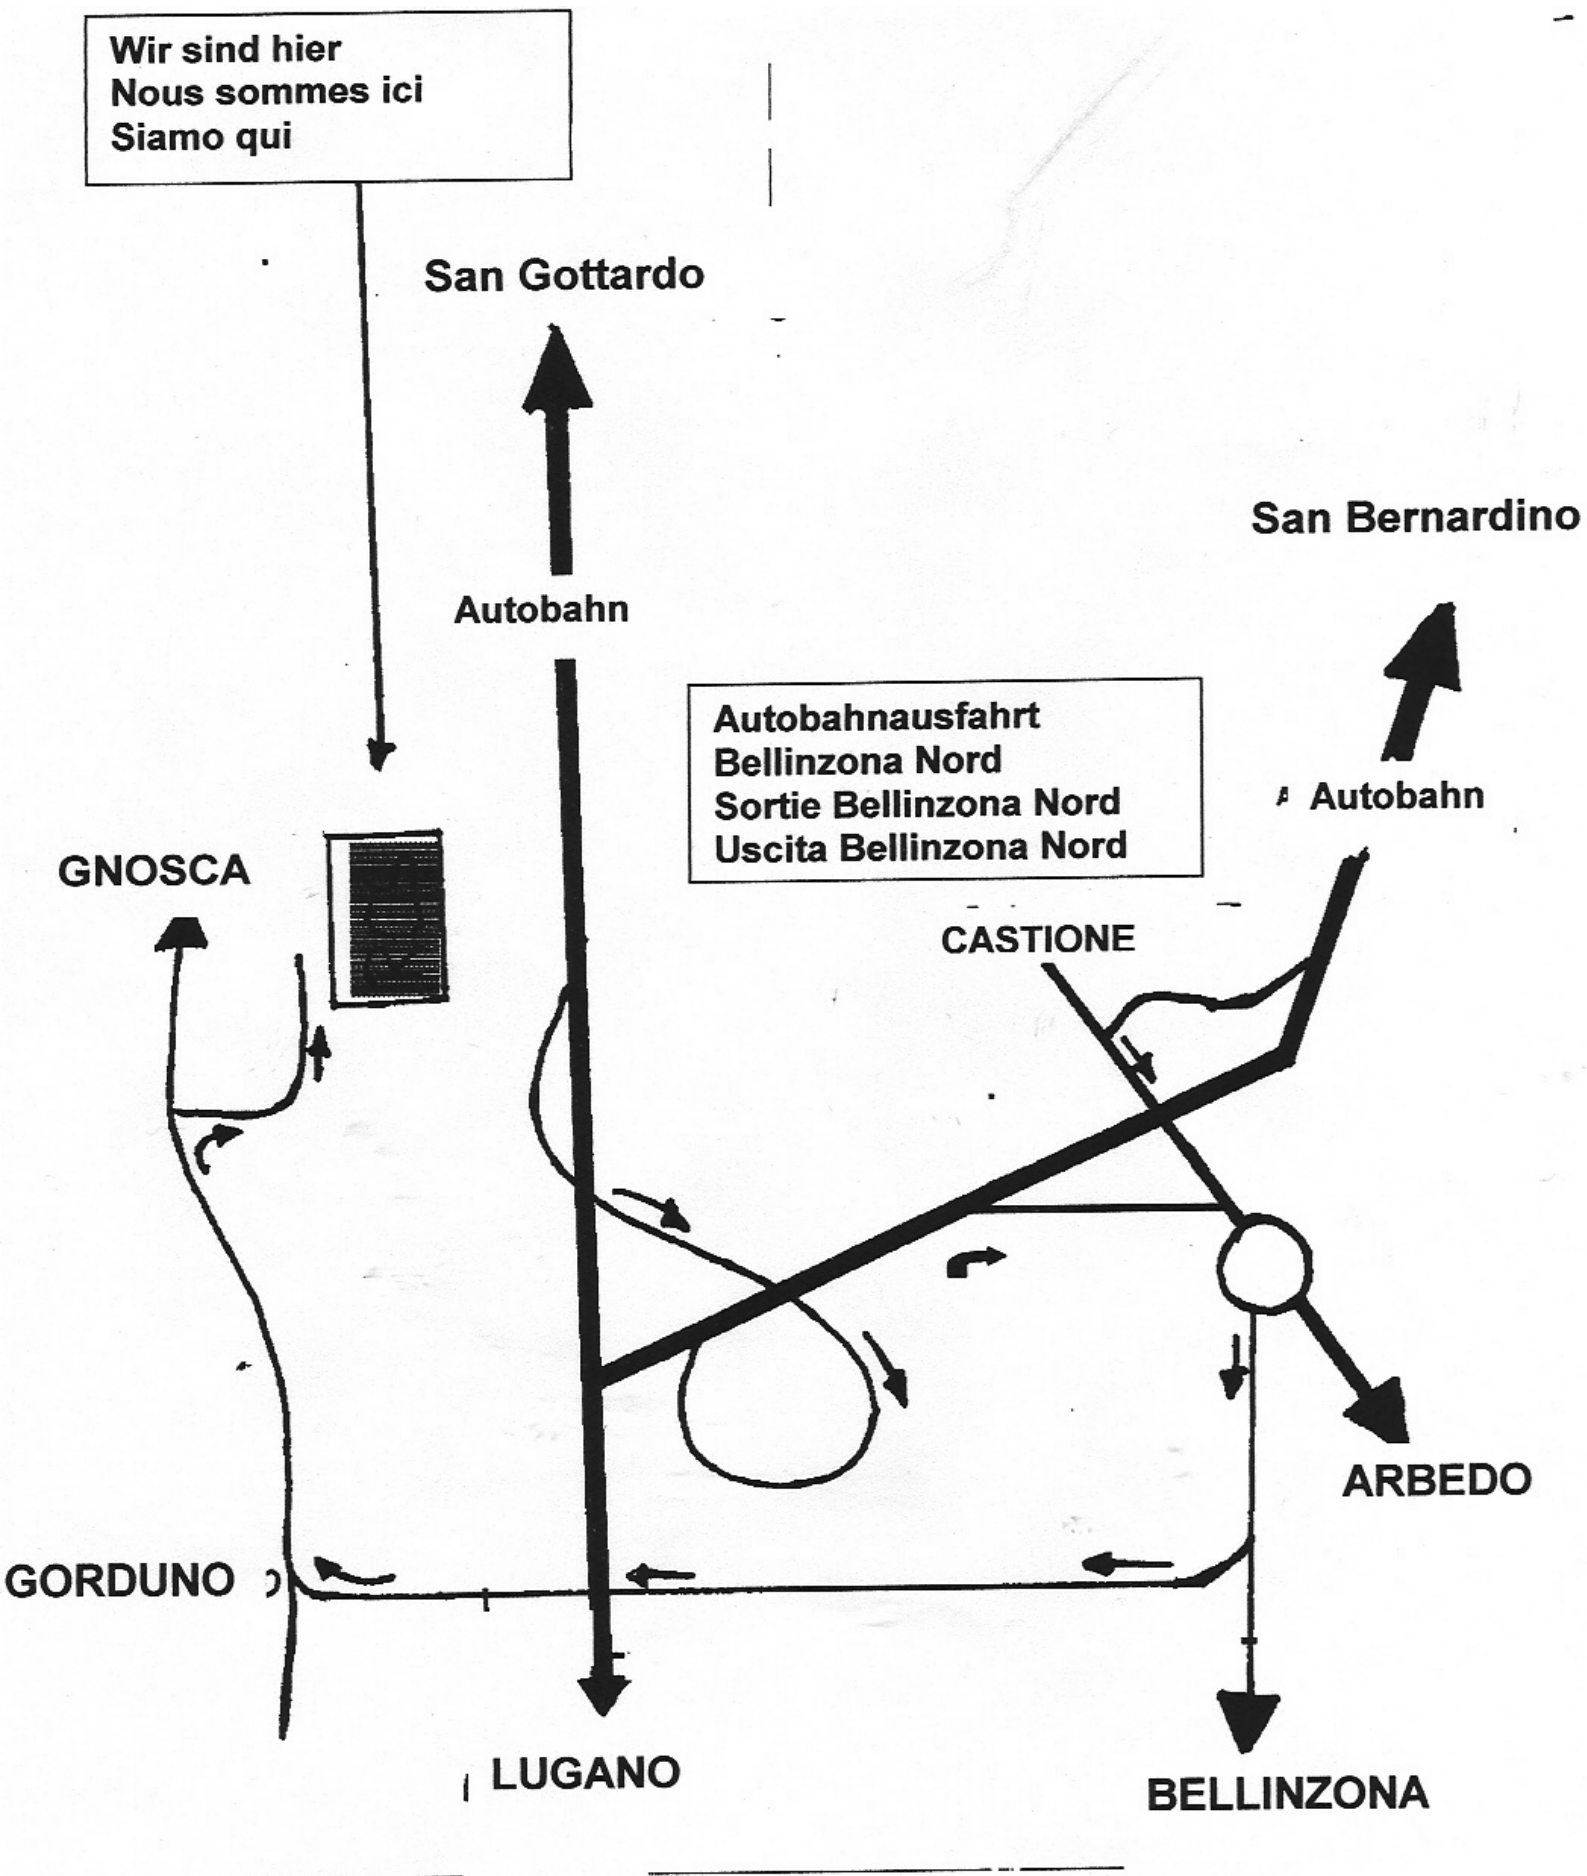 Wir sind hier
Nous sommes ici
Siamo qui
San Gottardo
San Bernardino
Autobahn
Autobahnausfahrt
Bellinzona Nord
Sortie Bellinzona Nord
Uscita Bellinzona Nord
Autobahn
GNOSCA
CASTIONE
ARBEDO
GORDUNO
LUGANO
BELLINZONA